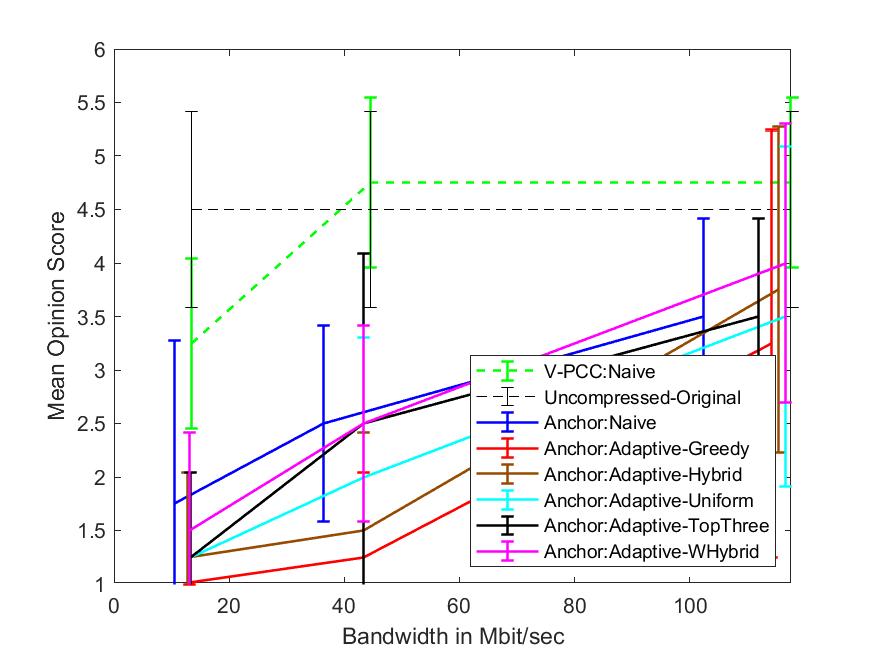 6
5.5
5
4.5
4
3.5
3
2.5
2
1.5
1
Mean Opinion Score
V-PCC:Naive
Uncompressed-Original
Anchor:Naive
Anchor:Adaptive-Greedy
Anchor:Adaptive-Hybrid
Anchor:Adaptive-Uniform
Anchor:Adaptive-TopThree
Anchor:Adaptive-WHybrid
0 20 40 60 80 100
Bandwidth in Mbit/sec